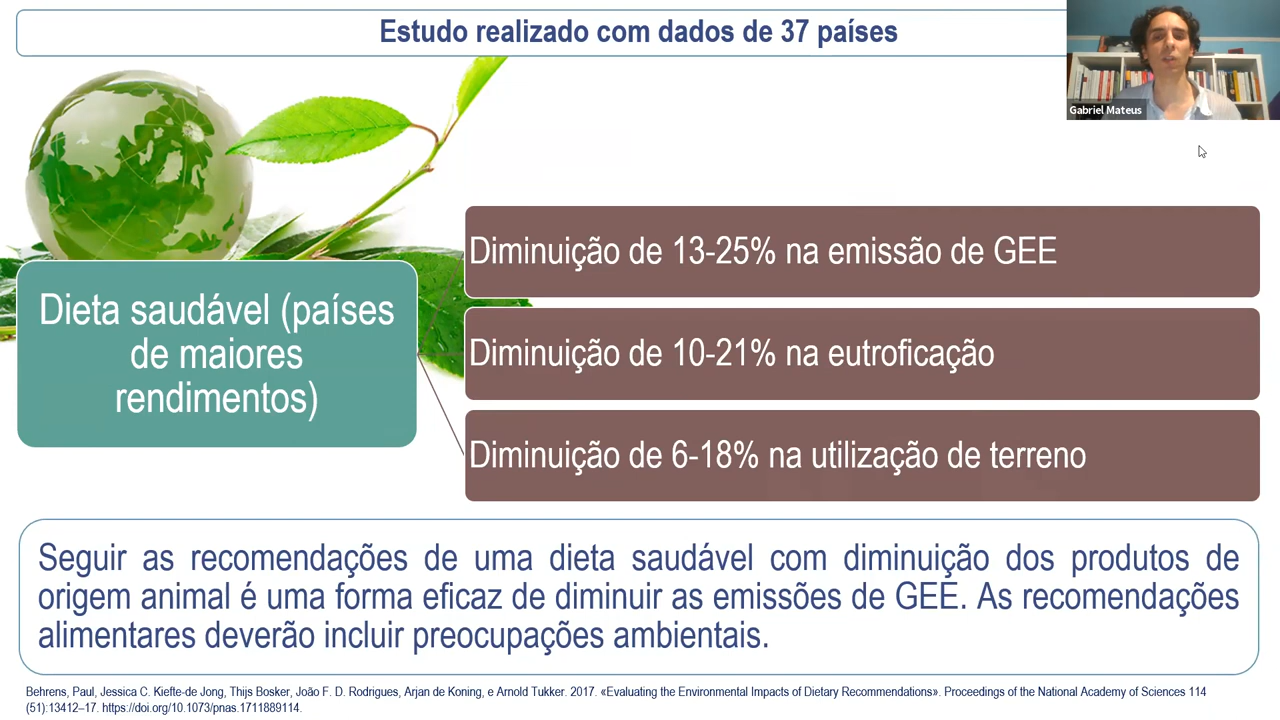 Estudo realizado com dados de 37 países
Gabriel Mateus
Dieta saudável (países
de maiores
rendimentos)
Diminuição de 13-25% na emissão de GEE
Diminuição de 10-21% na eutroficação
Diminuição de 6-18% na utilização de terreno
Seguir as recomendações de uma dieta saudável com diminuição dos produtos de
origem animal é uma forma eficaz de diminuir as emissões de GEE. As recomendações
alimentares deverão incluir preocupações ambientais.
Behrens, Paul, Jessica C. Kiefte-de Jong, Thijs Bosker, João F. D. Rodrigues, Arjan de Koning, e Arnold Tukker. 2017. «Evaluating the Environmental Impacts of Dietary Recommendations». Proceedings of the National Academy of Sciences 114
(51):13412–17. https://doi.org/10.1073/pnas.1711889114.